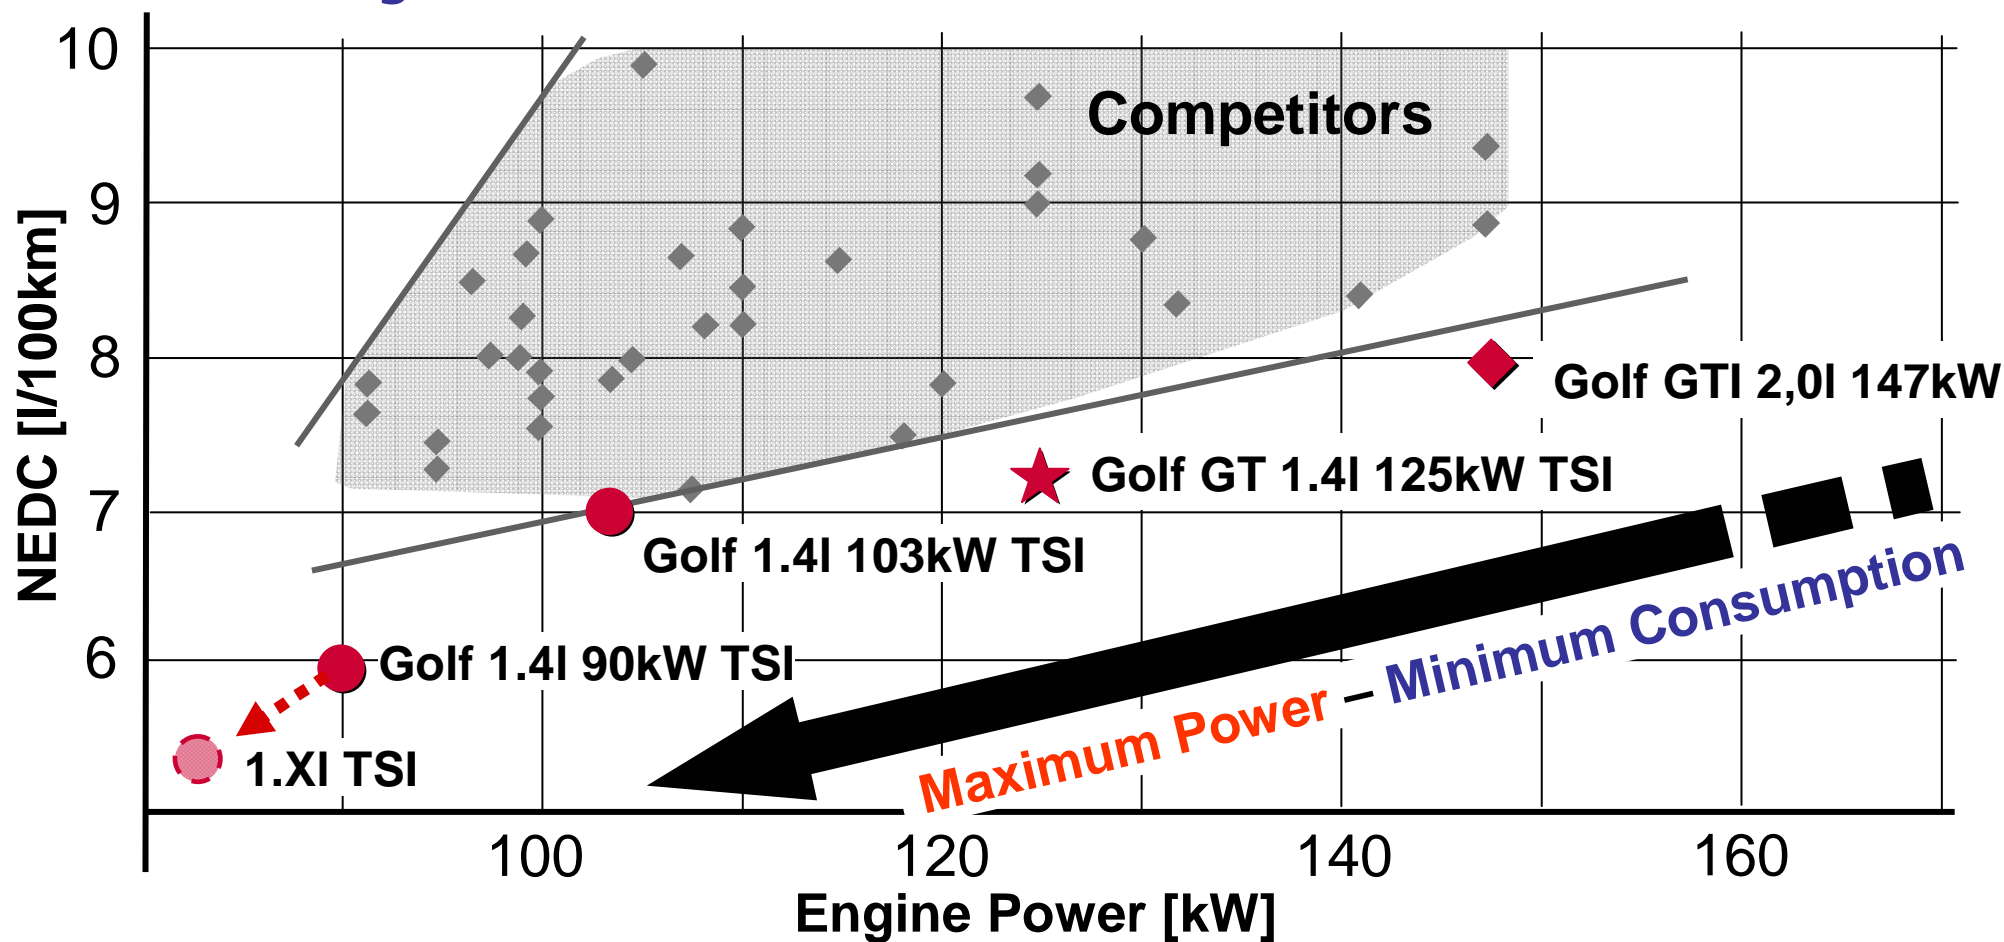 10
9
8
7
6
NEDC [l/100km]
Competitors
Golf GTI 2,0l 147kW
Golf GT 1.4l 125kW TSI
Golf 1.4l 103kW TSI
Golf 1.4l 90kW TSI
1.Xl TSI
Maximum Power – Minimum Consumption
100
120
140
160
Engine Power [kW]